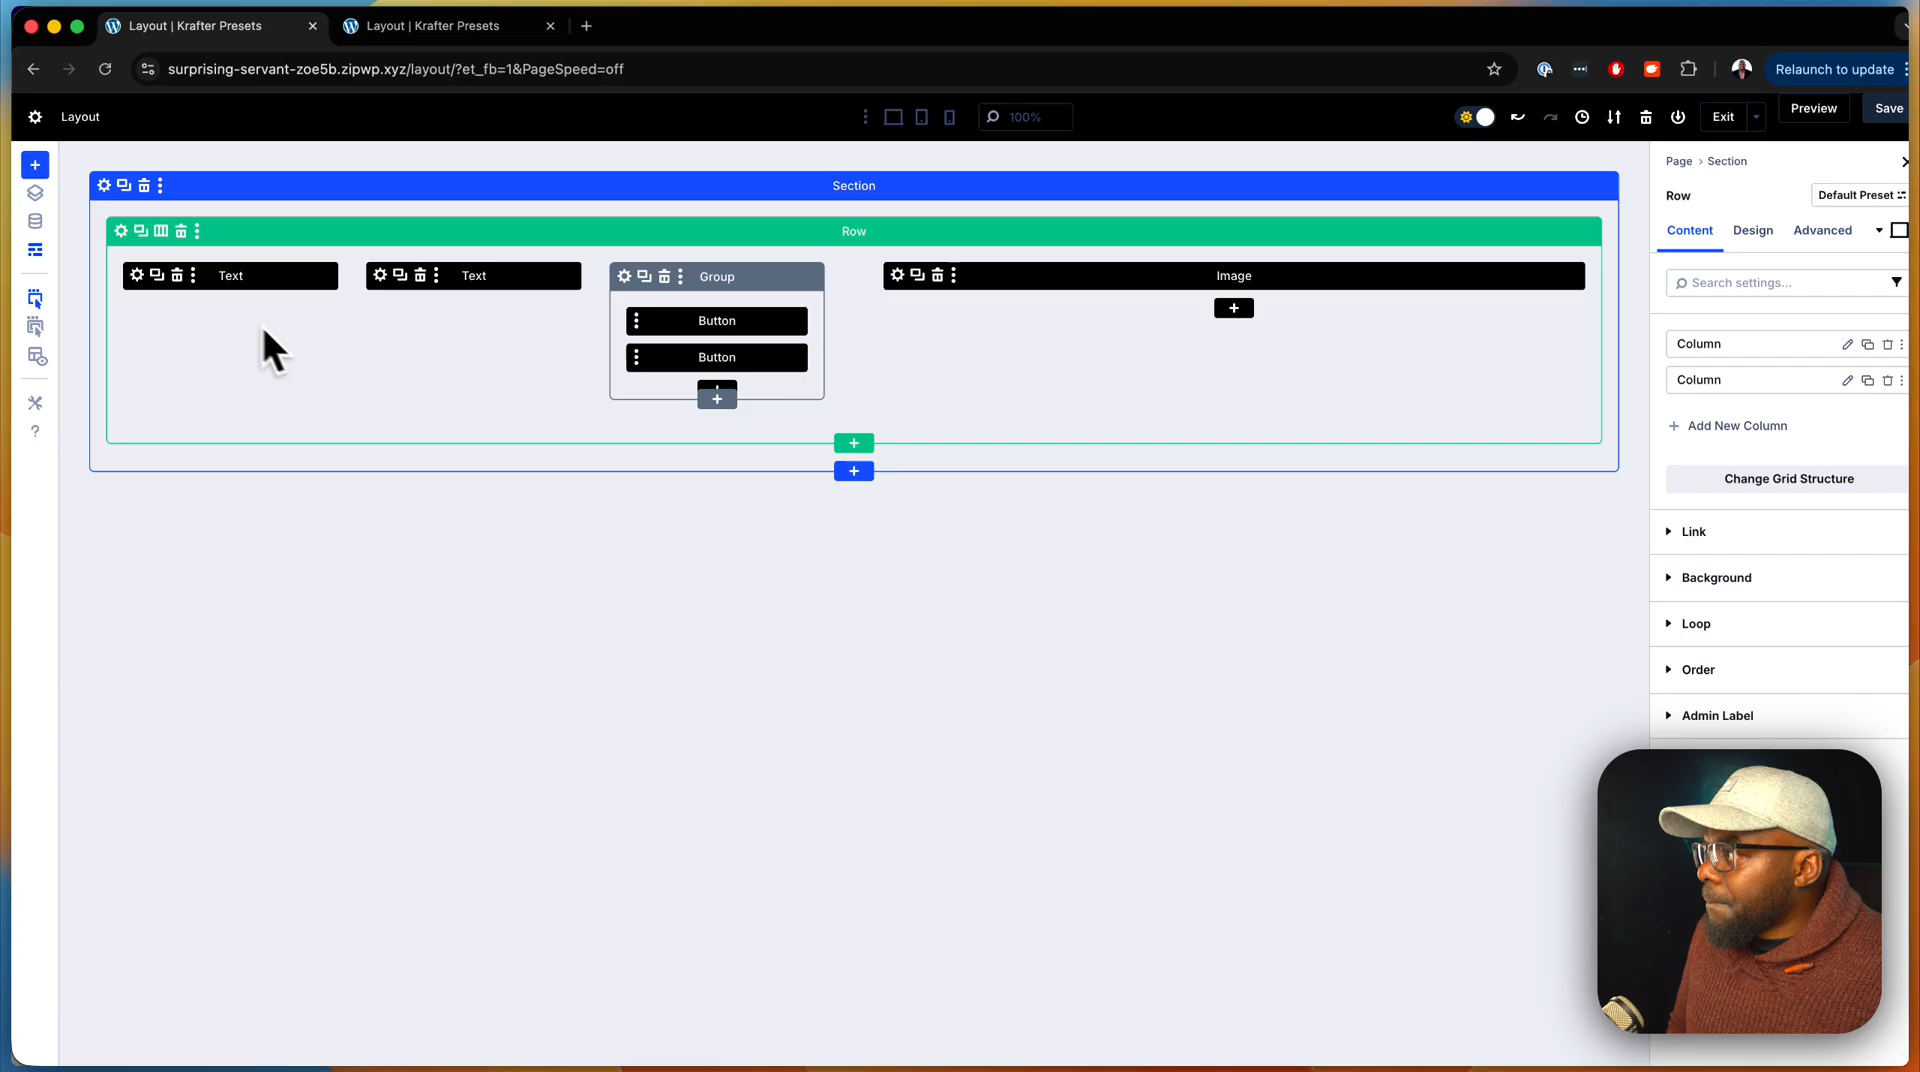 Layout | Krafter Presets
Layout | Krafter Presets
surprising-servant-zoe5b.zipwp.xyz/layout/?et_fb=1&PageSpeed=off
Relaunch to update
Layout
100%
Exit
Preview
Save
Section
Row
Text
Text
Group
Image
Button
Button
Page › Section
Row
Default Preset
Content
Design
Advanced
Search settings...
Column
Column
Add New Column
Change Grid Structure
Link
Background
Loop
Order
Admin Label